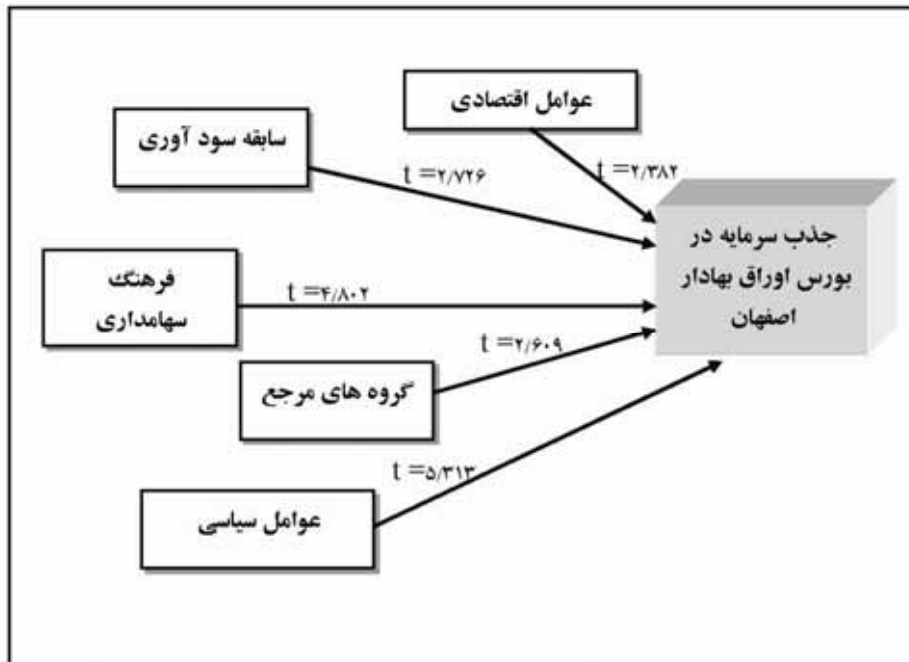 عوامل اقتصادی
سابقه سود آوری
t =۲/۳۸۲
t =۲/۷۲۶
جذب سرمایه در
بورس اوراق بهادار
اصفهان
فرهنگ
سهامداری
t =۴/۸۰۲
t =۲/۶۰۹
گروه های مرجع
t =۵/۳۱۳
عوامل سیاسی